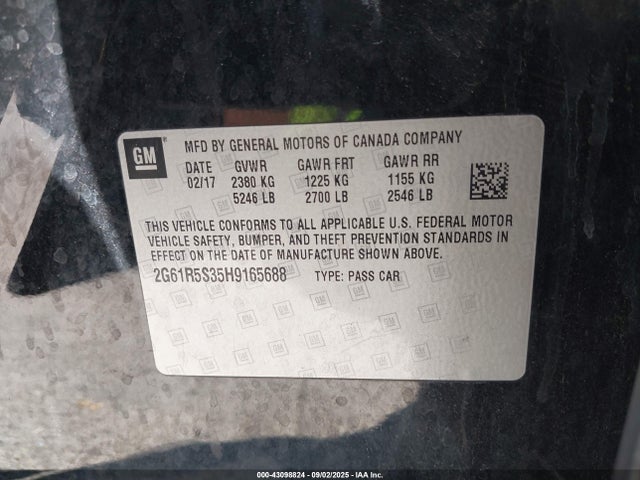 GM
MFD BY GENERAL MOTORS OF CANADA COMPANY
DATE GVWR GAWR FRT GAWR RR
02/17 2380 KG 1225 KG 1155 KG
5246 LB 2700 LB 2546 LB
THIS VEHICLE CONFORMS TO ALL APPLICABLE U.S. FEDERAL MOTOR
VEHICLE SAFETY, BUMPER, AND THEFT PREVENTION STANDARDS IN
EFFECT ON THE DATE OF MANUFACTURE SHOWN ABOVE.
2G61R5S35H9165688 TYPE: PASS CAR
000-43098824 - 09/02/2025 - IAA Inc.